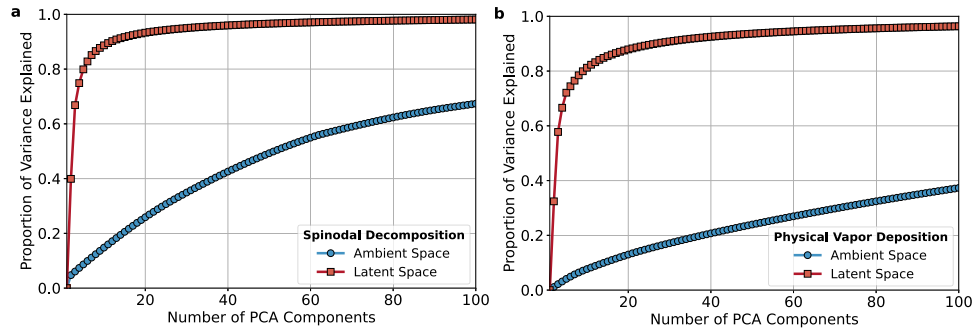 a
Proportion of Variance Explained
1.0
0.8
0.6
0.4
0.2
0.0
20
40
60
80
100
Number of PCA Components
Spinodal Decomposition
Ambient Space
Latent Space
b
Proportion of Variance Explained
1.0
0.8
0.6
0.4
0.2
0.0
20
40
60
80
100
Number of PCA Components
Physical Vapor Deposition
Ambient Space
Latent Space